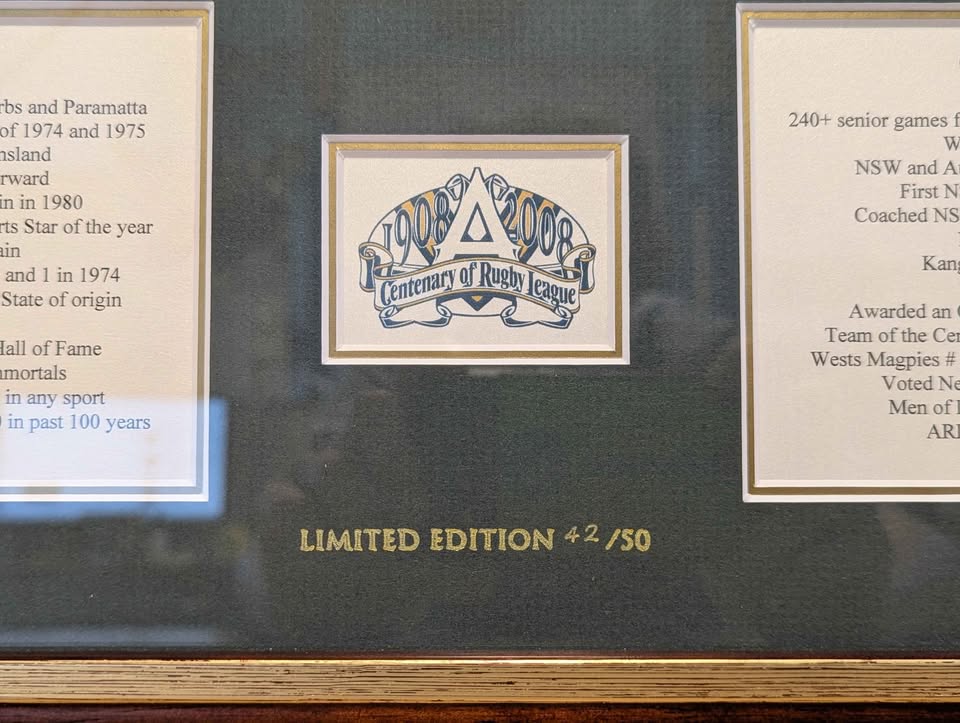 rbs and Paramatta
of 1974 and 1975
nsland
rward
in in 1980
rts Star of the year
ain
and 1 in 1974
State of origin
Hall of Fame
mmortals
in any sport
in past 100 years
1908 2008
Centenary of Rugby League
LIMITED EDITION 42/50
240+ senior games f
W
NSW and Au
First N
Coached NS
Kang
Awarded an
Team of the Cen
Wests Magpies #
Voted Ne
Men of
ARL